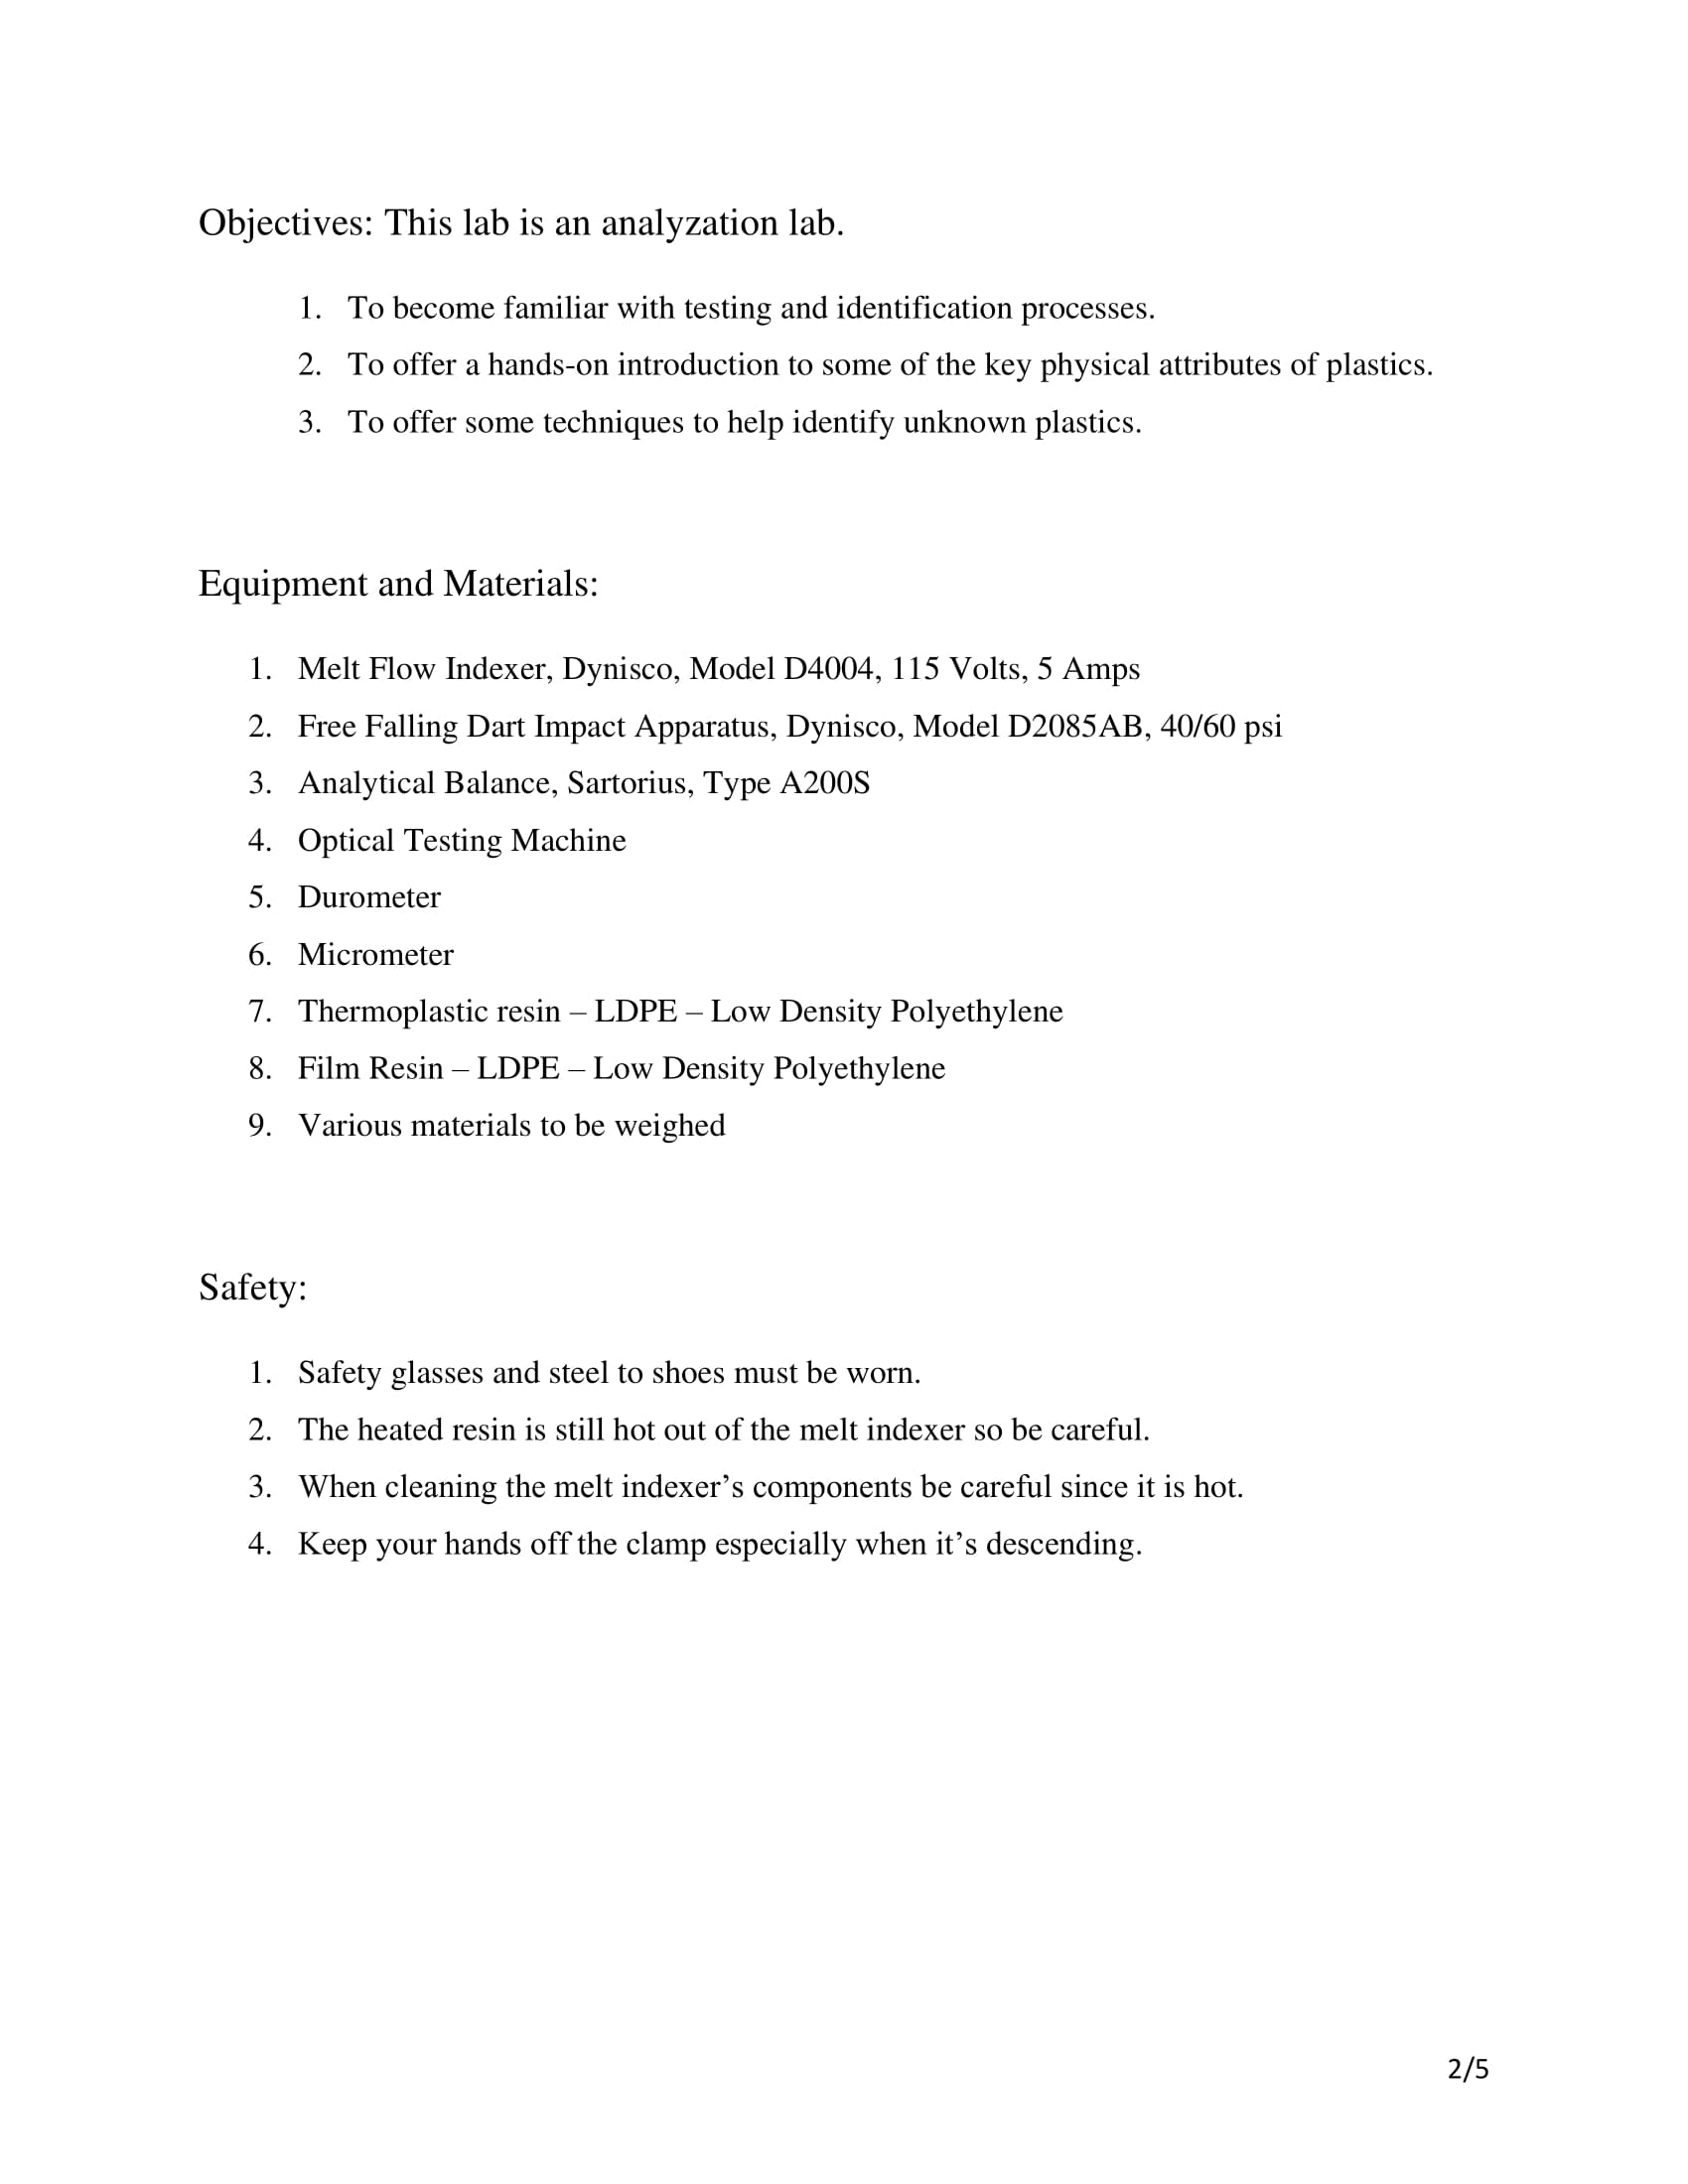 Objectives: This lab is an analyzation lab.
1. To become familiar with testing and identification processes.
2. To offer a hands-on introduction to some of the key physical attributes of plastics.
3. To offer some techniques to help identify unknown plastics.
Equipment and Materials:
1. Melt Flow Indexer, Dynisco, Model D4004, 115 Volts, 5 Amps
2. Free Falling Dart Impact Apparatus, Dynisco, Model D2085AB, 40/60 psi
3. Analytical Balance, Sartorius, Type A200S
4. Optical Testing Machine
5. Durometer
6. Micrometer
7. Thermoplastic resin – LDPE – Low Density Polyethylene
8. Film Resin – LDPE – Low Density Polyethylene
9. Various materials to be weighed
Safety:
1. Safety glasses and steel to shoes must be worn.
2. The heated resin is still hot out of the melt indexer so be careful.
3. When cleaning the melt indexer’s components be careful since it is hot.
4. Keep your hands off the clamp especially when it’s descending.
2/5